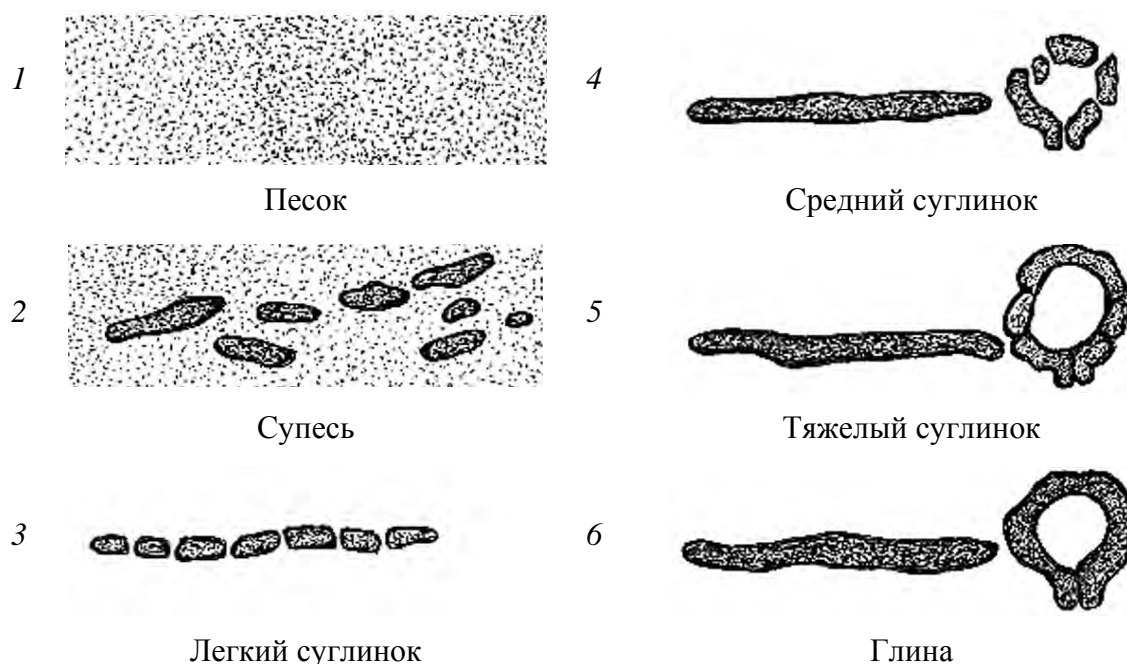 1
Песок
2
Супесь
3
Легкий суглинок
4
Средний суглинок
5
Тяжелый суглинок
6
Глина